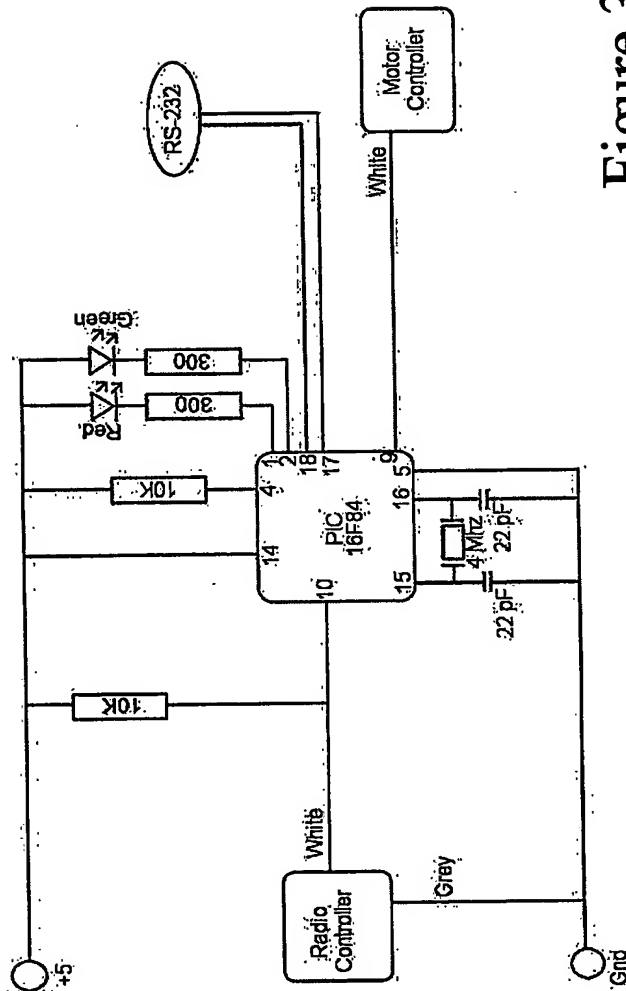 +5
Gnd
Radio
Controller
White
Grey
10K
10K
PIC
16F84
10
14
4
1
2
18
17
9
5
16
15
Red.
Green
300
300
RS-232
White
Motor
Controller
4 Mhz
22 pF
22 pF
Figure